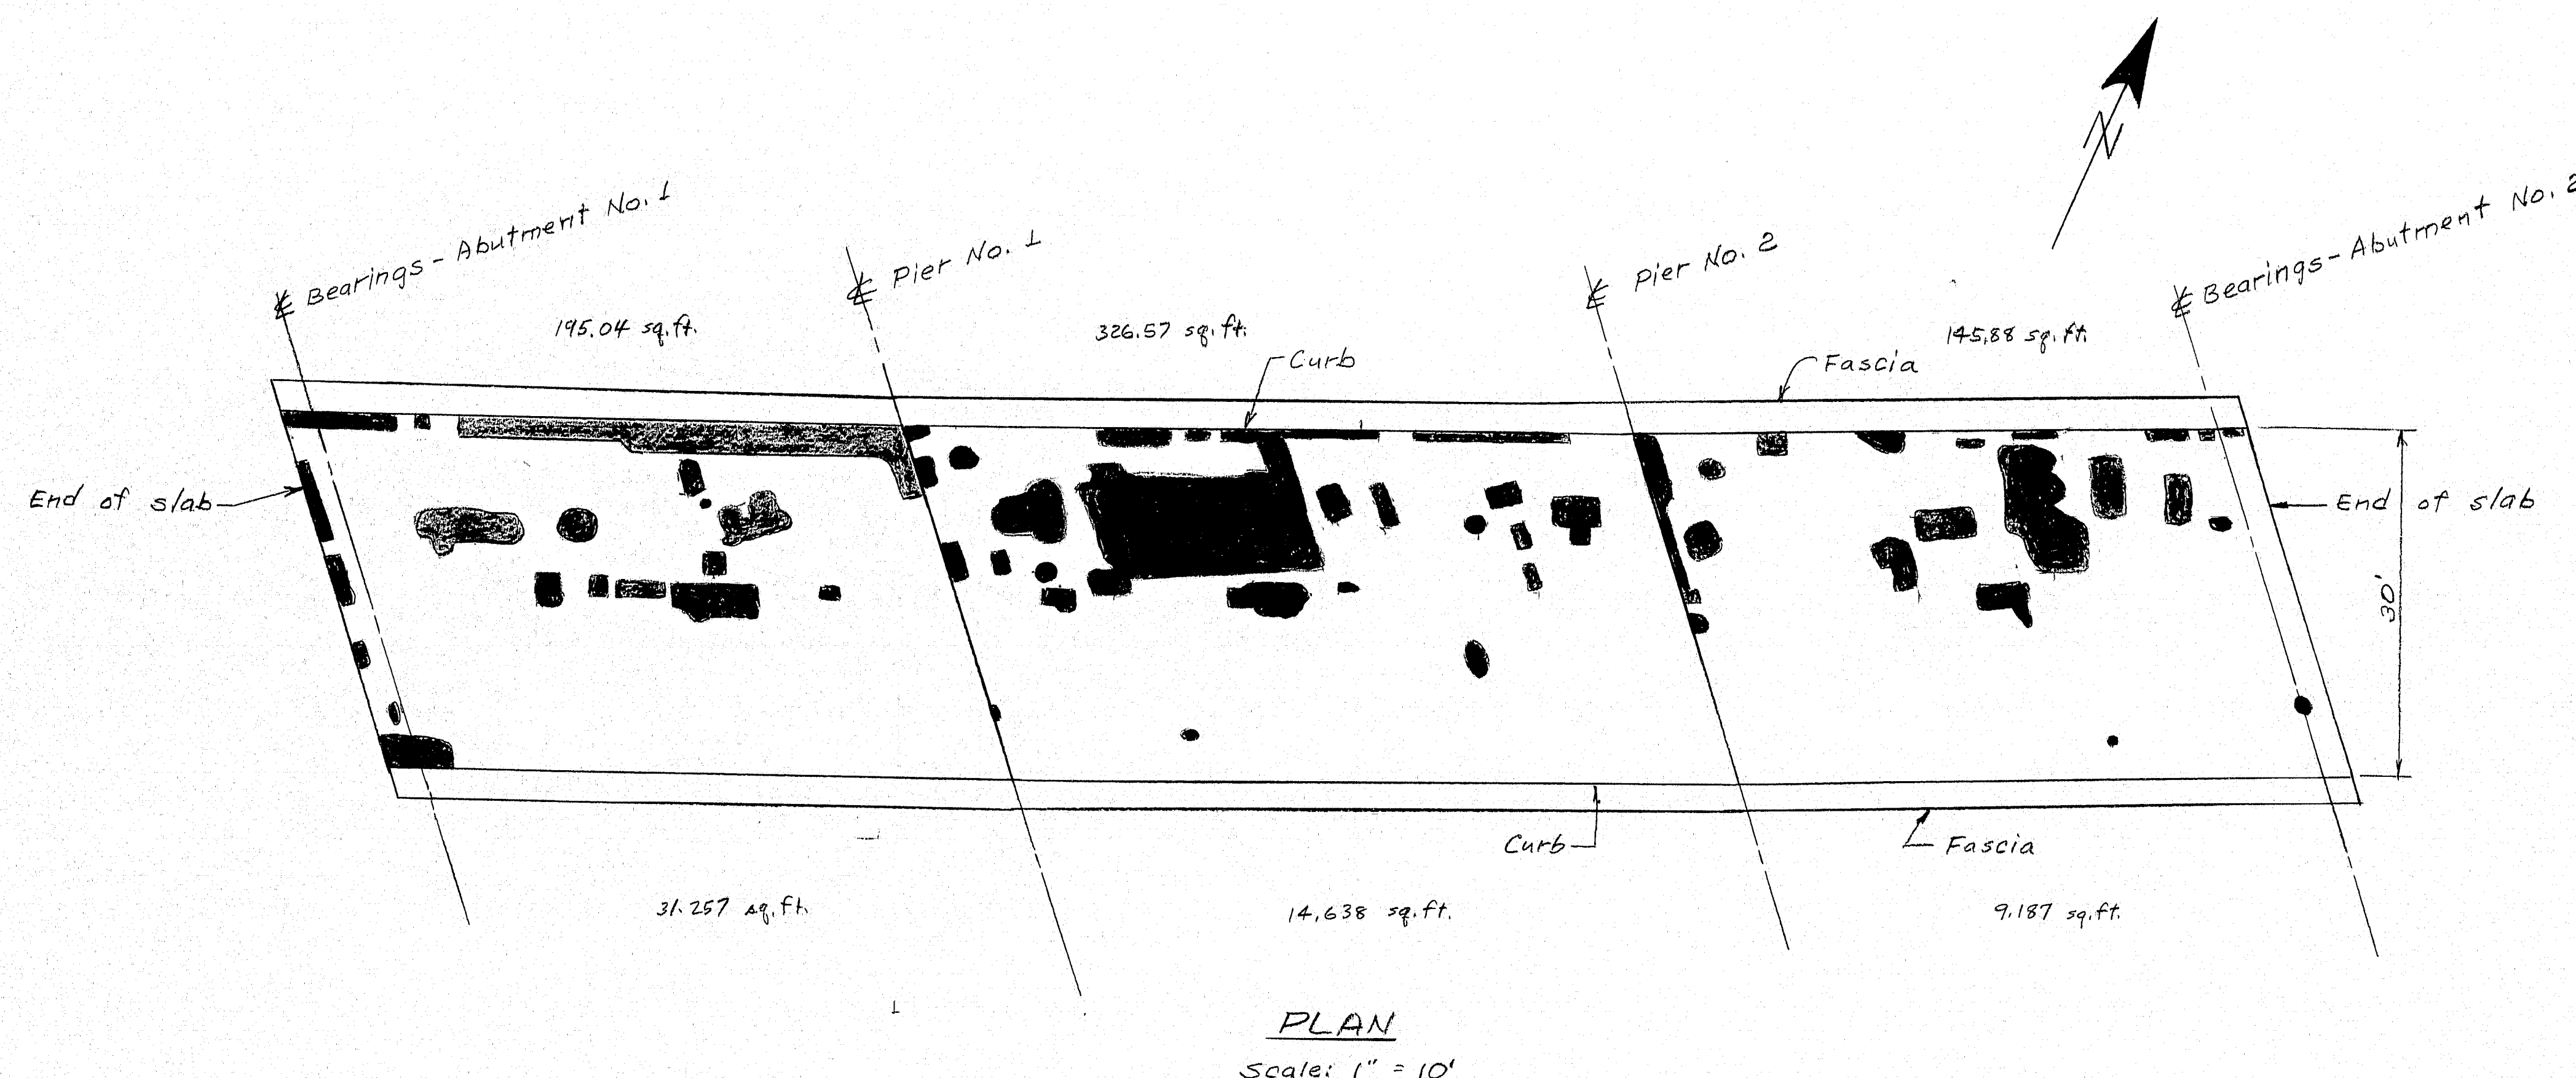 N
℄ Bearings - Abutment No. 1
℄ Pier No. 1
℄ Pier No. 2
℄ Bearings - Abutment No. 2
195.04 sq.ft.
326.57 sq.ft.
145.88 sq.ft.
Curb
Fascia
End of slab
End of slab
30'
Curb
Fascia
31.257 sq.ft.
14.638 sq.ft.
9.187 sq.ft.
PLAN
Scale: 1" = 10'